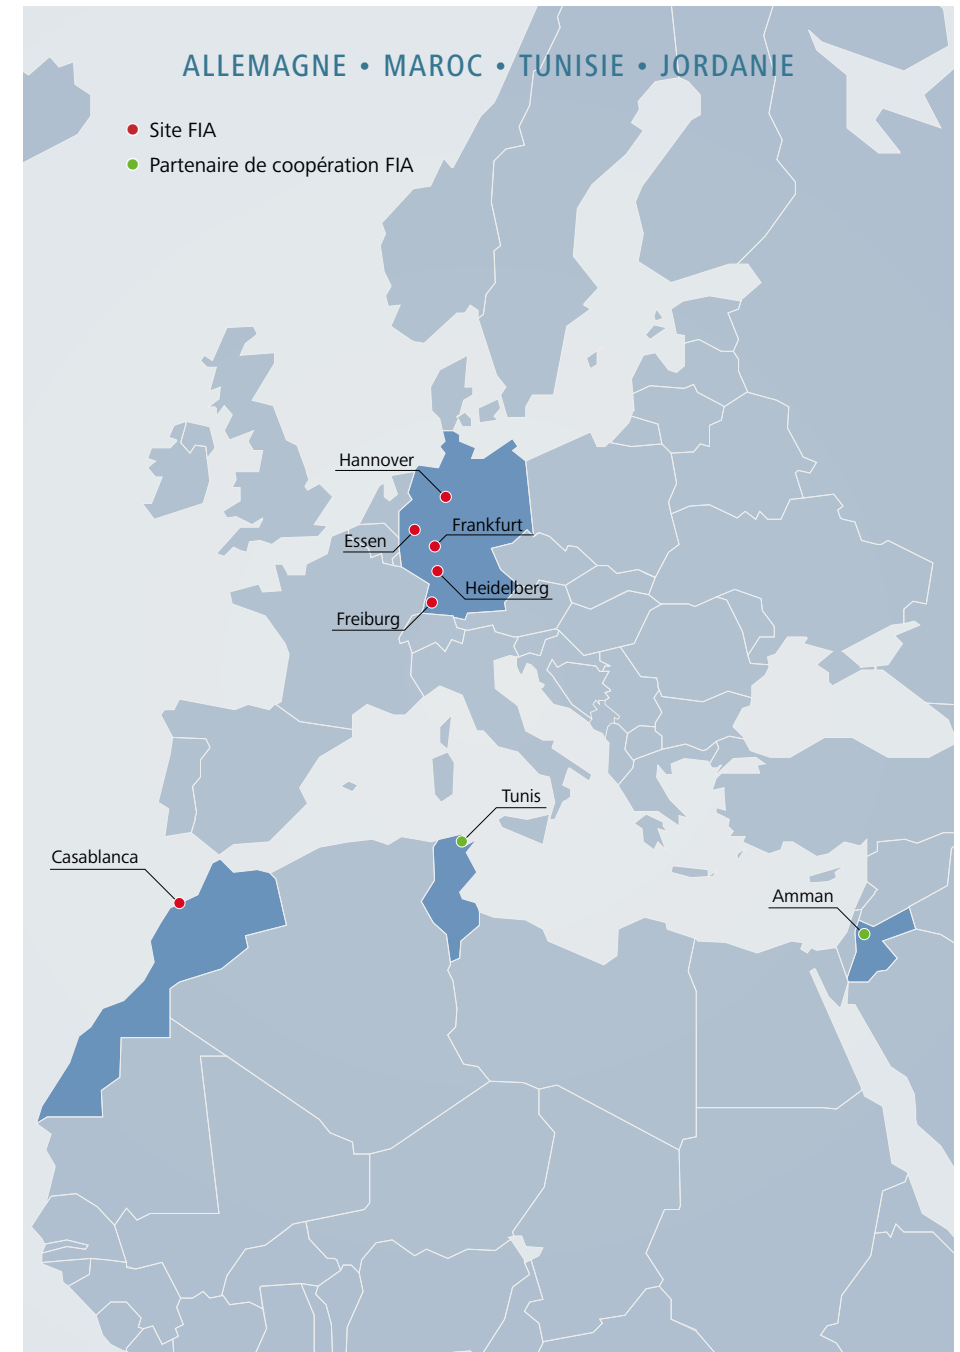 ALLEMAGNE • MAROC • TUNISIE • JORDANIE
Site FIA
Partenaire de coopération FIA
Hannover
Frankfurt
Essen
Heidelberg
Freiburg
Tunis
Casablanca
Amman